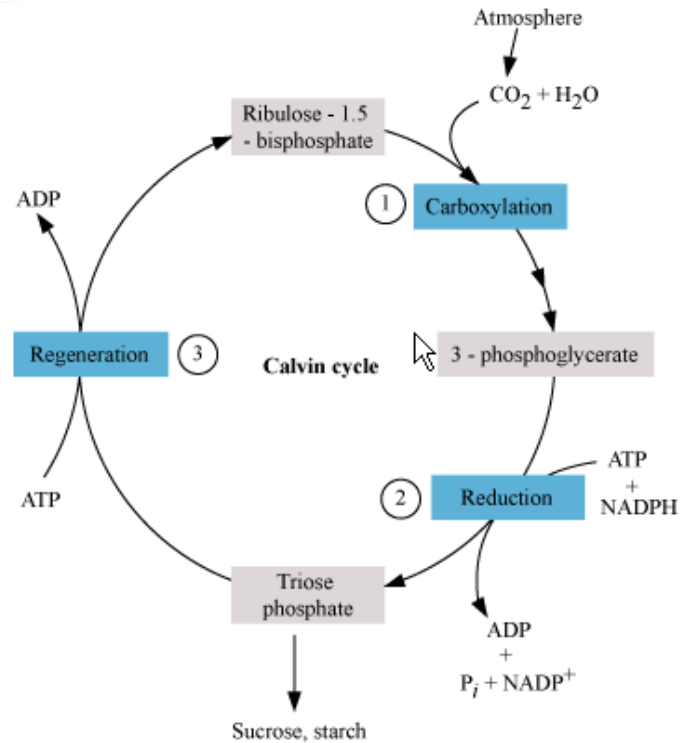 Atmosphere
CO2 + H2O
Ribulose - 1.5
- bisphosphate
1
Carboxylation
ADP
Regeneration
3
Calvin cycle
3 - phosphoglycerate
ATP
+
NADPH
2
Reduction
ATP
Triose
phosphate
ADP
+
Pi + NADP+
Sucrose, starch